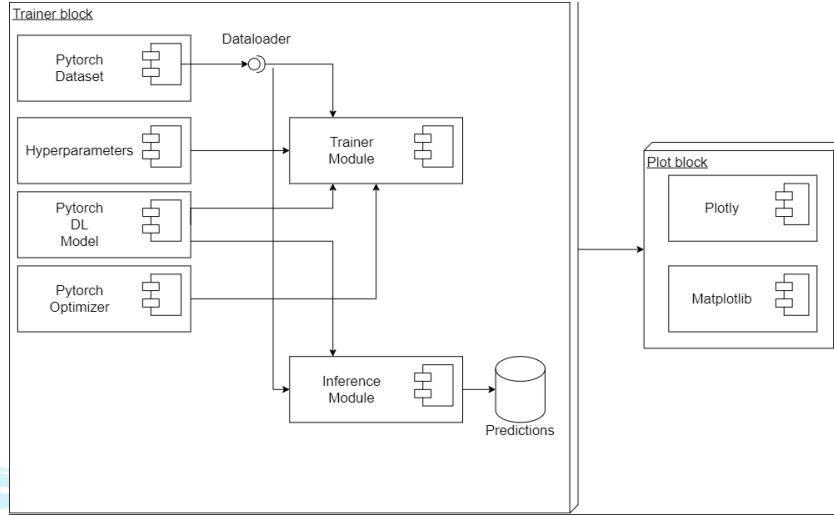 Trainer block
Pytorch
Dataset
Dataloader
Hyperparameters
Trainer
Module
Pytorch
DL
Model
Pytorch
Optimizer
Inference
Module
Predictions
Plot block
Plotly
Matplotlib